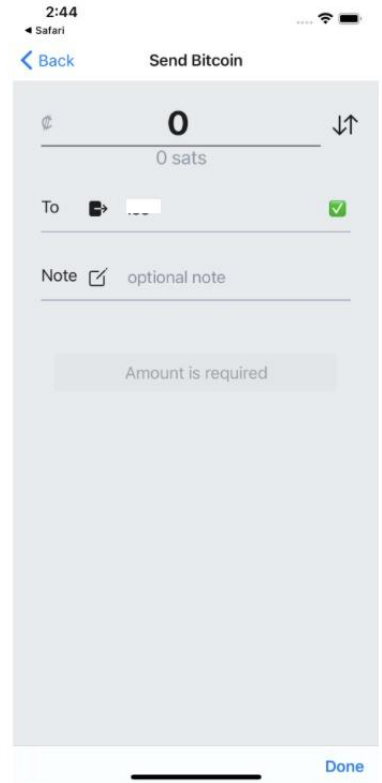 2:44
◀ Safari
Back
Send Bitcoin
₡
0
0 sats
To
Note
optional note
Amount is required
Done